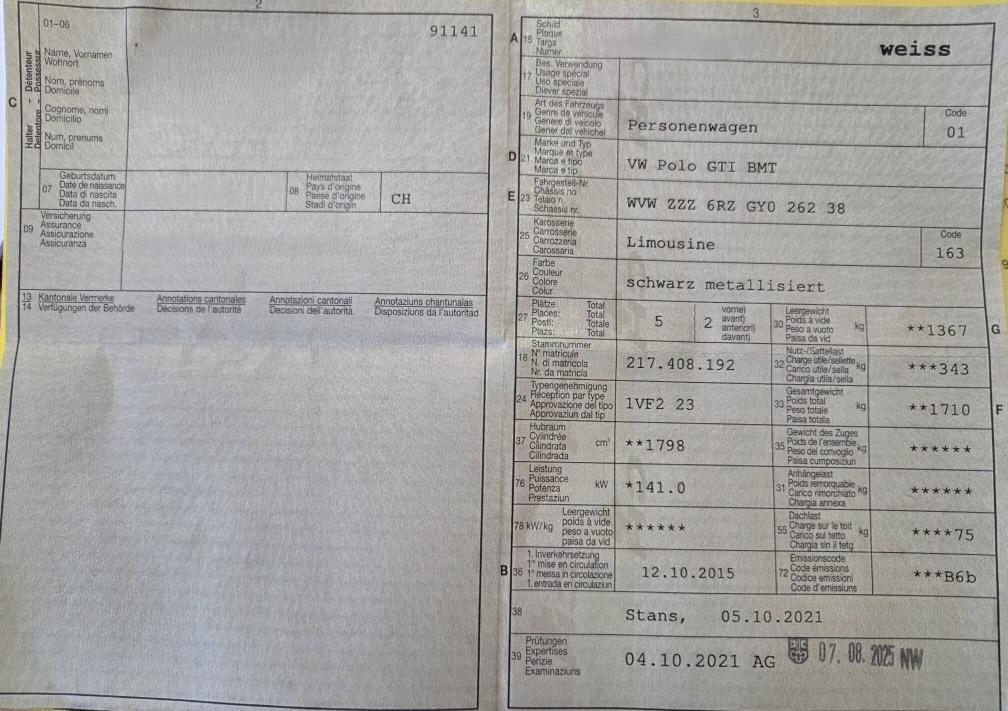 2
01-06
91141
C
Halter - Détenteur
Detentore - Possessur
Name, Vornamen
Wohnort
Nom, prénoms
Domicile
Cognome, nomi
Domicilio
Num, prenums
Domicil
07
Geburtsdatum
Date de naissance
Data di nascita
Data da nasch.
08
Heimatstaat
Pays d'origine
Paese d'origine
Stadi d'origin
CH
09
Versicherung
Assurance
Assicurazione
Assicuranza
13 Kantonale Vermerke Annotations cantonales Annotazioni cantonali Annotaziuns chantunalas
14 Verfügungen der Behörde Décisions de l'autorité Decisioni dell'autorità Disposiziuns da l'autoritad
3
A 15
Schild
Plaque
Targa
Numer
weiss
17
Bes. Verwendung
Usage spécial
Uso speciale
Diever spezial
19
Art des Fahrzeugs
Genre de véhicule
Genere di veicolo
Gener dal vehichel
Personenwagen
Code
01
D 21
Marke und Typ
Marque et type
Marca e tipo
Marca e tip
VW Polo GTI BMT
E 23
Fahrgestell-Nr.
Châssis no
Telaio n.
Schassis nr.
WVW ZZZ 6RZ GY0 262 38
25
Karosserie
Carrosserie
Carrozzeria
Carossaria
Limousine
Code
163
26
Farbe
Couleur
Colore
Colur
schwarz metallisiert
27
Plätze: Total
Places: Total
Posti: Totale
Plazs: Total
5
2
vorne)
avant)
anteriori)
davant)
30
Leergewicht
Poids à vide
Peso a vuoto
Paisa da vid
kg
**1367
G
18
Stammnummer
N° matricule
N. di matricola
Nr. da matricla
217.408.192
32
Nutz-/Sattellast
Charge utile/sellette
Carico utile/sella
Chargia utila/sella
kg
***343
24
Typengenehmigung
Réception par type
Approvazione del tipo
Approvaziun dal tip
1VF2 23
33
Gesamtgewicht
Poids total
Peso totale
Paisa totala
kg
**1710
F
37
Hubraum
Cylindrée
Cilindrata
Cilindrada
cm³
**1798
35
Gewicht des Zuges
Poids de l'ensemble
Peso del convoglio
Paisa cumposiziun
kg
******
76
Leistung
Puissance
Potenza
Prestaziun
kW
*141.0
31
Anhängelast
Poids remorquable
Carico rimorchiato
Chargia annexa
kg
******
78 kW/kg
Leergewicht
poids à vide
peso a vuoto
paisa da vid
******
55
Dachlast
Charge sur le toit
Carico sul tetto
Chargia sin il tetg
kg
****75
B 36
1. Inverkehrsetzung
1re mise en circulation
1a messa in circolazione
1. entrada en circulaziun
12.10.2015
72
Emissionscode
Code émissions
Codice emissioni
Code d'emissiuns
***B6b
38
Stans, 05.10.2021
39
Prüfungen
Expertises
Perizie
Examinaziuns
04.10.2021 AG
07. 08. 2025 NW